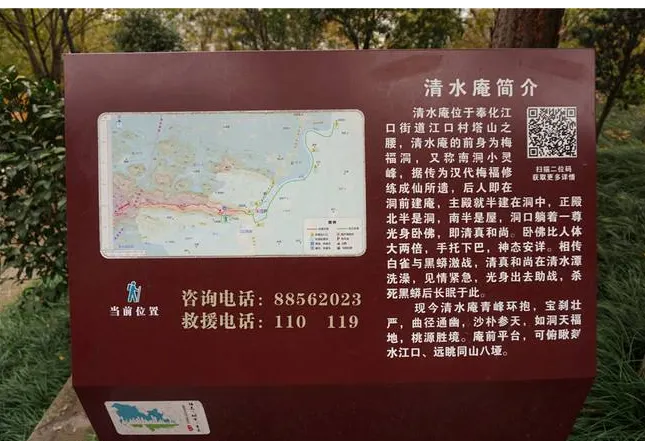 清水庵简介
清水庵位于奉化江
口街道江口村塔山之
腰，清水庵的前身为梅
福洞，又称南洞小灵
峰，据传为汉代梅福修
练成仙所遗，后人即在
洞前建庵，主殿就半建在洞中，正殿
北半是洞，南半是屋，洞口躺着一尊
光身卧佛，即清真和尚。卧佛比人体
大两倍，手托下巴，神态安详。相传
白雀与黑蟒激战，清真和尚在清水潭
洗澡，见情紧急，光身出去助战，杀
死黑蟒后长眠于此。
现今清水庵青峰环抱，宝刹壮
严，曲径通幽，沙朴参天，如洞天福
地，桃源胜境。庵前平台，可俯瞰剡
水江口、远眺同山八垭。
扫描二位码
获取更多详情
当前位置
咨询电话：88562023
救援电话：110 119